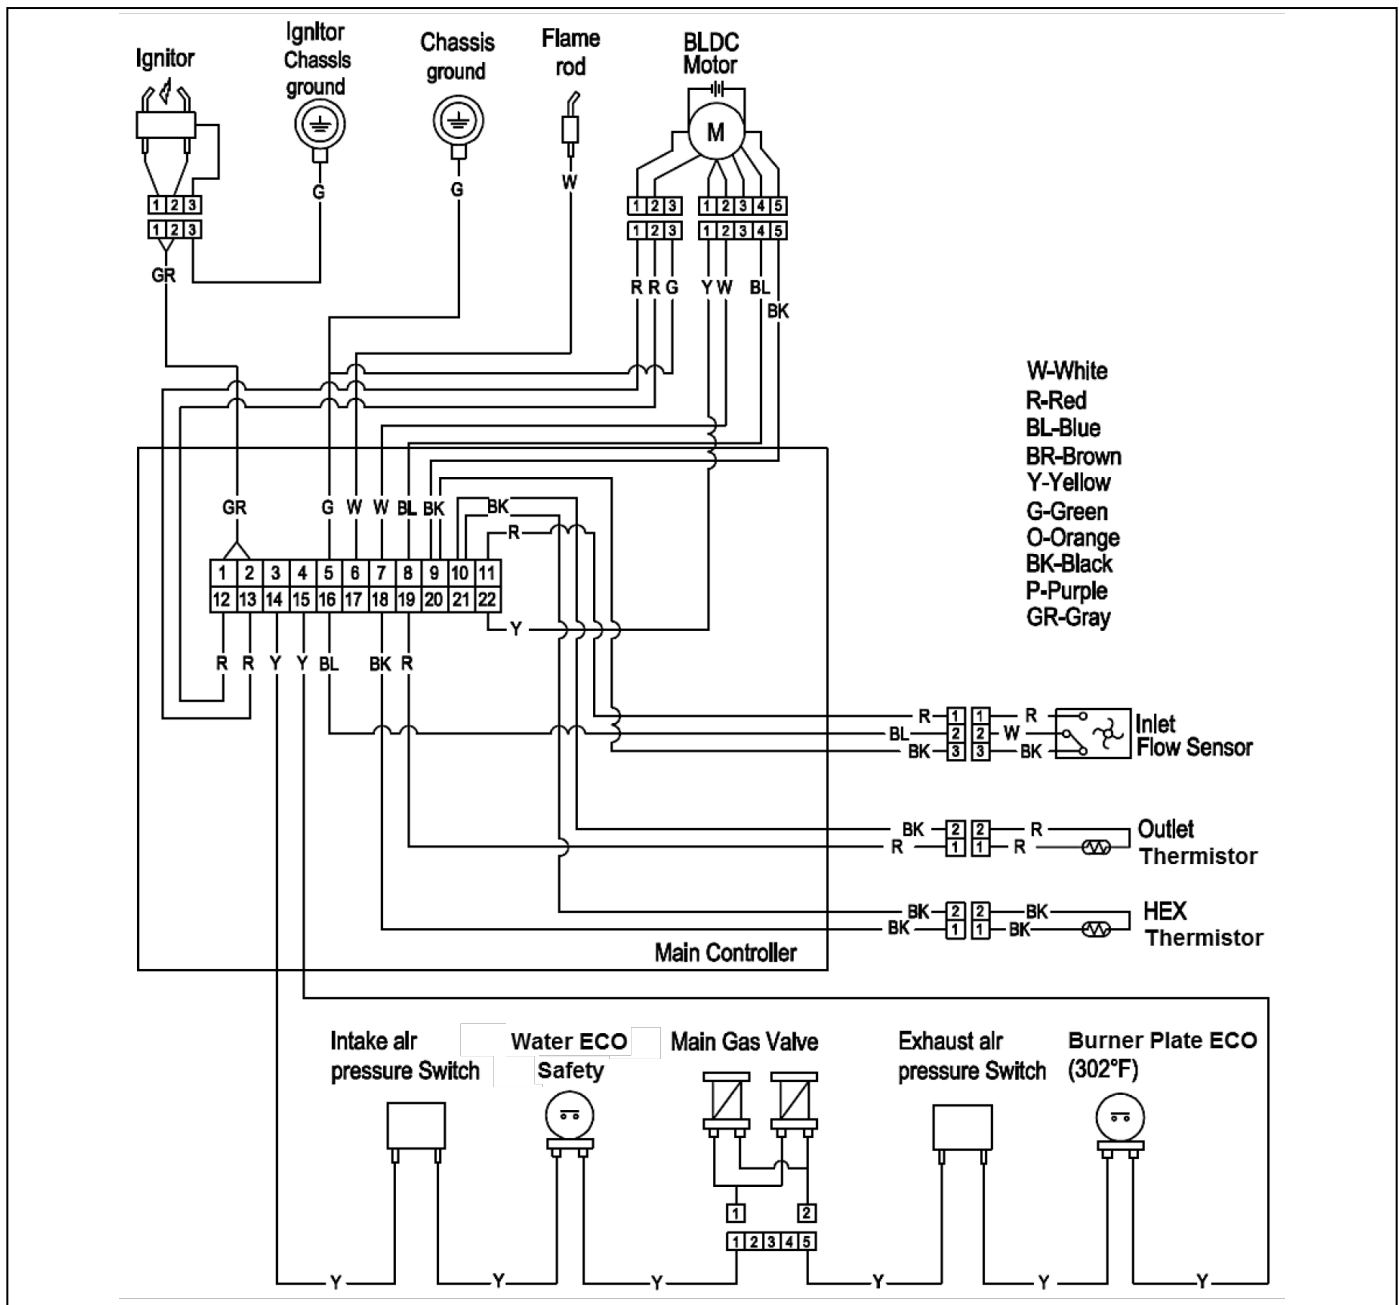 Ignitor
Ignitor
Chassis
ground
Chassis
ground
Flame
rod
BLDC
Motor
M
1 2 3
1 2 3
1 2 3
1 2 3
1 2 3 4 5
1 2 3 4 5
G
G
W
GR
R R G Y W BL
BK
W-White
R-Red
BL-Blue
BR-Brown
Y-Yellow
G-Green
O-Orange
BK-Black
P-Purple
GR-Gray
GR G W W BL BK BK
R
1 2 3 4 5 6 7 8 9 10 11
12 13 14 15 16 17 18 19 20 21 22
Y
R R Y Y BL BK R
R 1 1 R
BL 2 2 W
BK 3 3 BK
Inlet
Flow Sensor
BK 2 2 R
R 1 1 R
Outlet
Thermistor
BK 2 2 BK
BK 1 1 BK
HEX
Thermistor
Main Controller
Intake air
pressure Switch
Water ECO
Safety
Main Gas Valve
Exhaust air
pressure Switch
Burner Plate ECO
(302°F)
1 2
1 2 3 4 5
Y Y Y Y Y Y